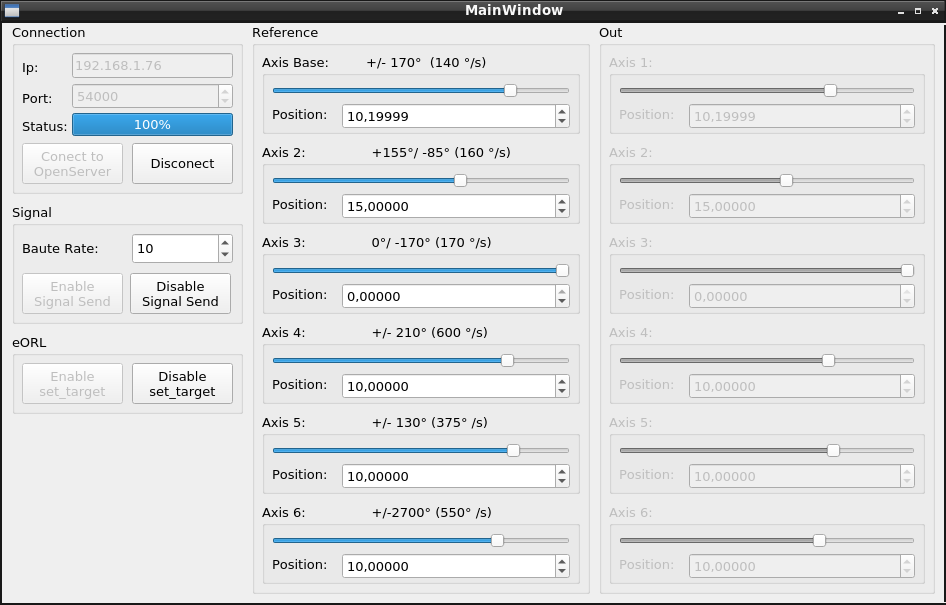 MainWindow
Connection
Ip:
192.168.1.76
Port:
54000
Status:
100%
Conect to
OpenServer
Disconect
Signal
Baute Rate:
10
Enable
Signal Send
Disable
Signal Send
eORL
Enable
set_target
Disable
set_target
Reference
Axis Base: +/- 170° (140 °/s)
Position: 10,19999
Axis 2: +155°/ -85° (160 °/s)
Position: 15,00000
Axis 3: 0°/ -170° (170 °/s)
Position: 0,00000
Axis 4: +/- 210° (600 °/s)
Position: 10,00000
Axis 5: +/- 130° (375° /s)
Position: 10,00000
Axis 6: +/-2700° (550° /s)
Position: 10,00000
Out
Axis 1:
Position: 10,19999
Axis 2:
Position: 15,00000
Axis 3:
Position: 0,00000
Axis 4:
Position: 10,00000
Axis 5:
Position: 10,00000
Axis 6:
Position: 10,00000